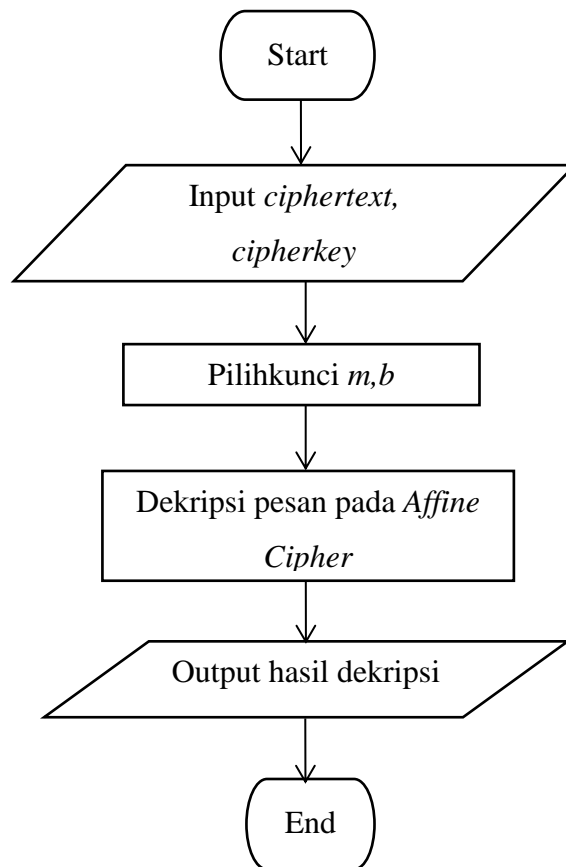 Start
Input ciphertext,
cipherkey
Pilihkunci m,b
Dekripsi pesan pada Affine
Cipher
Output hasil dekripsi
End